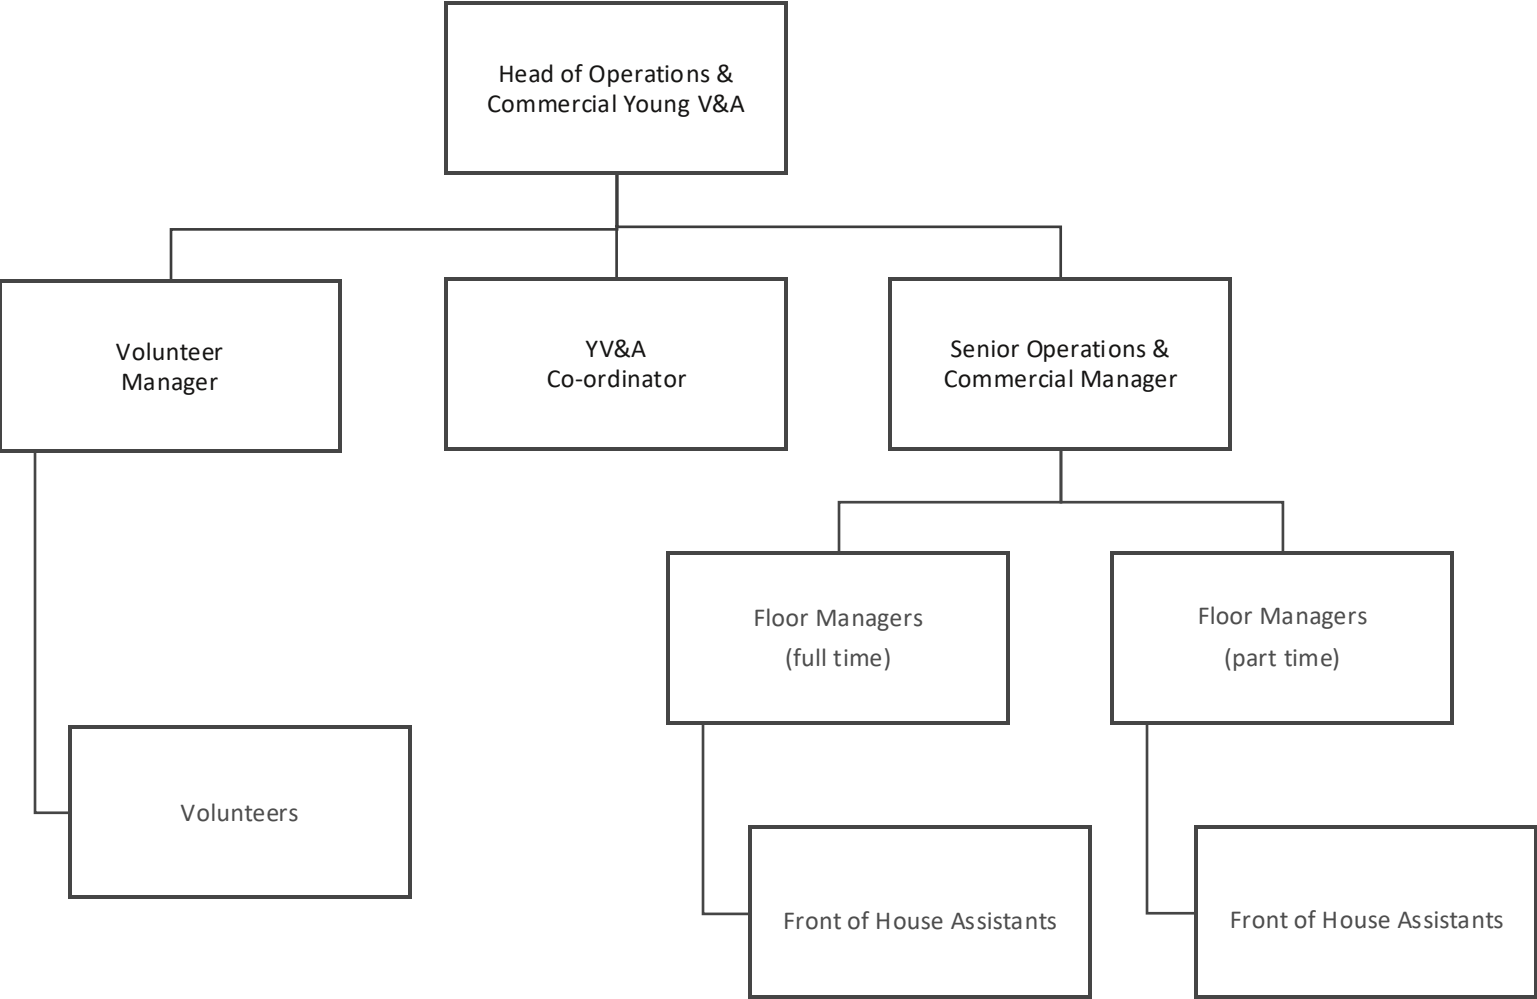 Head of Operations &
Commercial Young V&A
Volunteer
Manager
YV&A
Co-ordinator
Senior Operations &
Commercial Manager
Floor Managers
(full time)
Floor Managers
(part time)
Volunteers
Front of House Assistants
Front of House Assistants